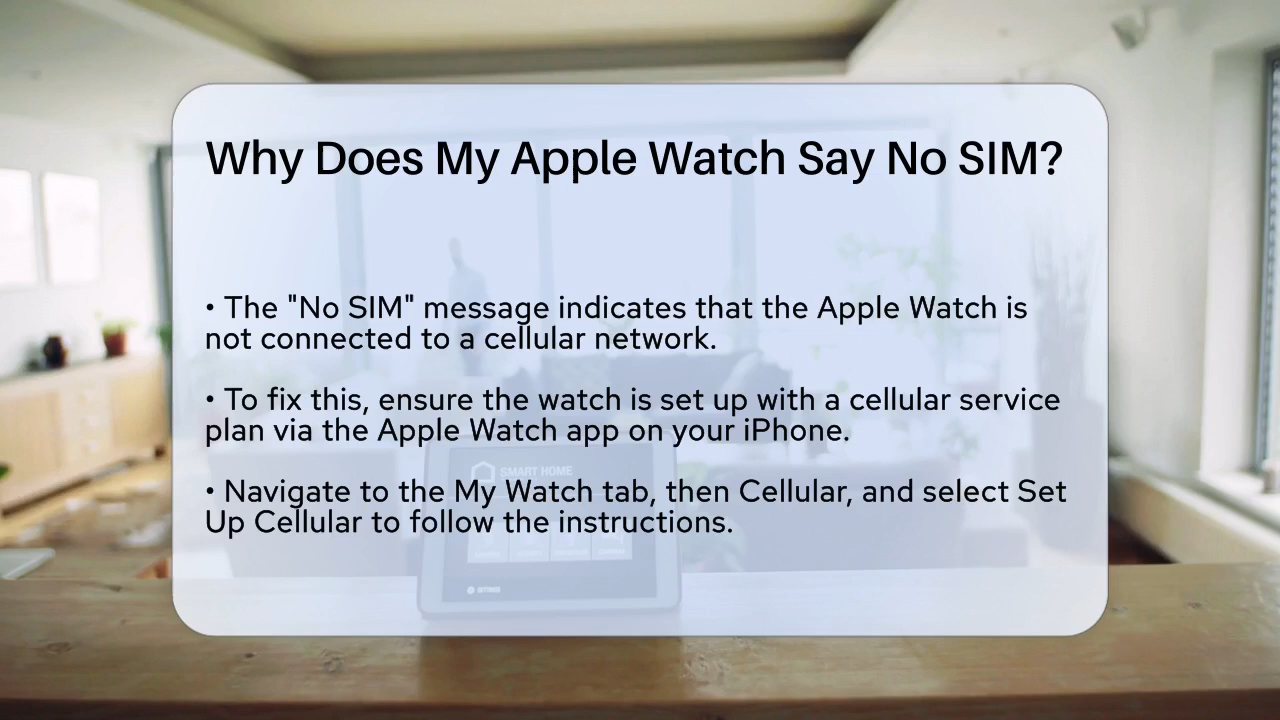 Why Does My Apple Watch Say No SIM?
• The "No SIM" message indicates that the Apple Watch is
not connected to a cellular network.
• To fix this, ensure the watch is set up with a cellular service
plan via the Apple Watch app on your iPhone.
• Navigate to the My Watch tab, then Cellular, and select Set
Up Cellular to follow the instructions.
SMART HOME